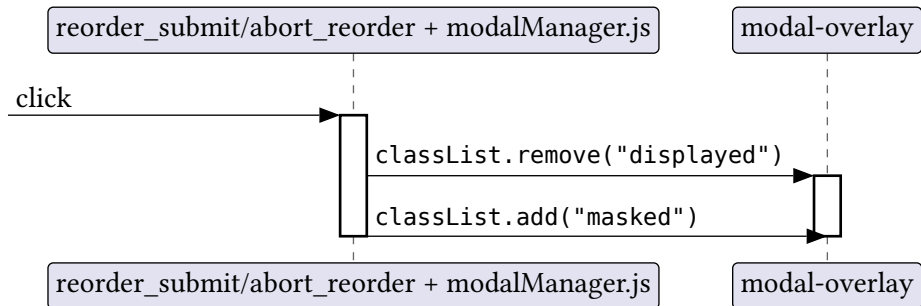 reorder_submit/abort_reorder + modalManager.js
modal-overlay
click
classList.remove("displayed")
classList.add("masked")
reorder_submit/abort_reorder + modalManager.js
modal-overlay